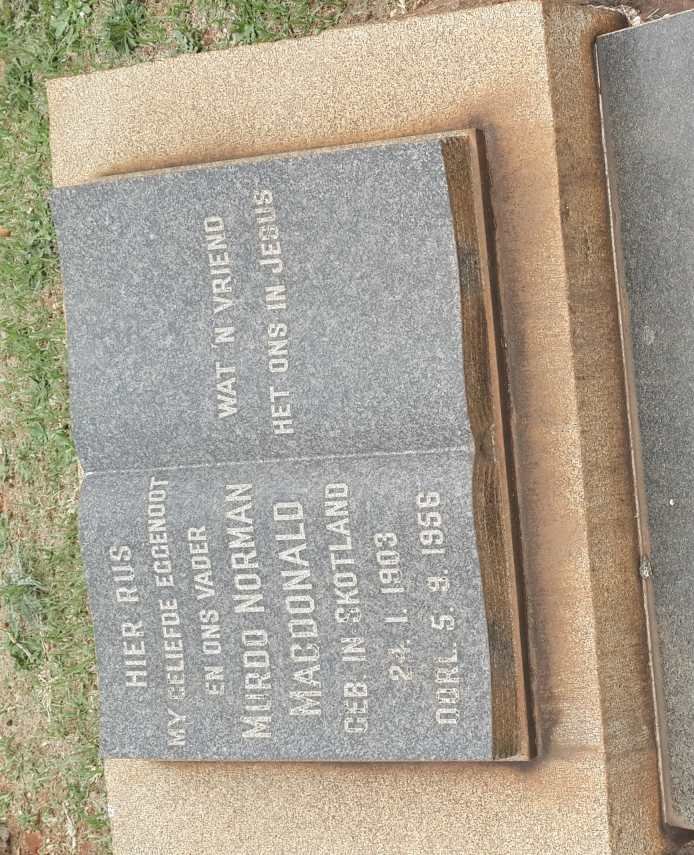 HIER RUS
MY GELIEFDE EGGENOOT
EN ONS VADER
MURDO NORMAN
MACDONALD
GEB. IN SKOTLAND
24. 1. 1903
OORL. 5. 9. 1956
WAT 'N VRIEND
HET ONS IN JESUS